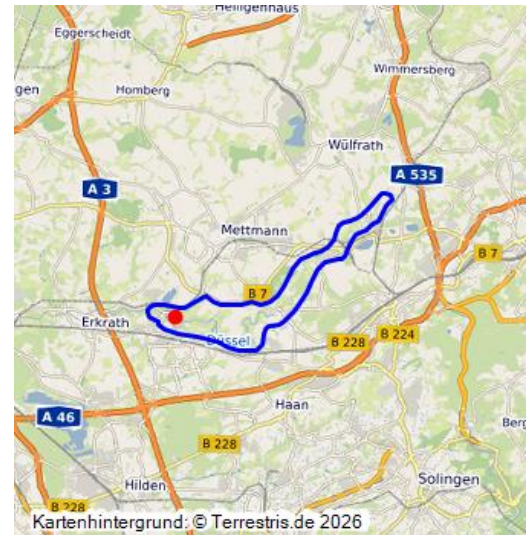 Heiligenhaus
Eggerscheidt
Wimmersberg
gen
Homberg
Wülfrath
A 535
A 3
Mettmann
B 7
B 7
Erkrath
Düssel
B 228
B 224
Haan
A 46
B 228
Berg
Solingen
Hilden
B 228
Kartenhintergrund: © Terrestris.de 2026